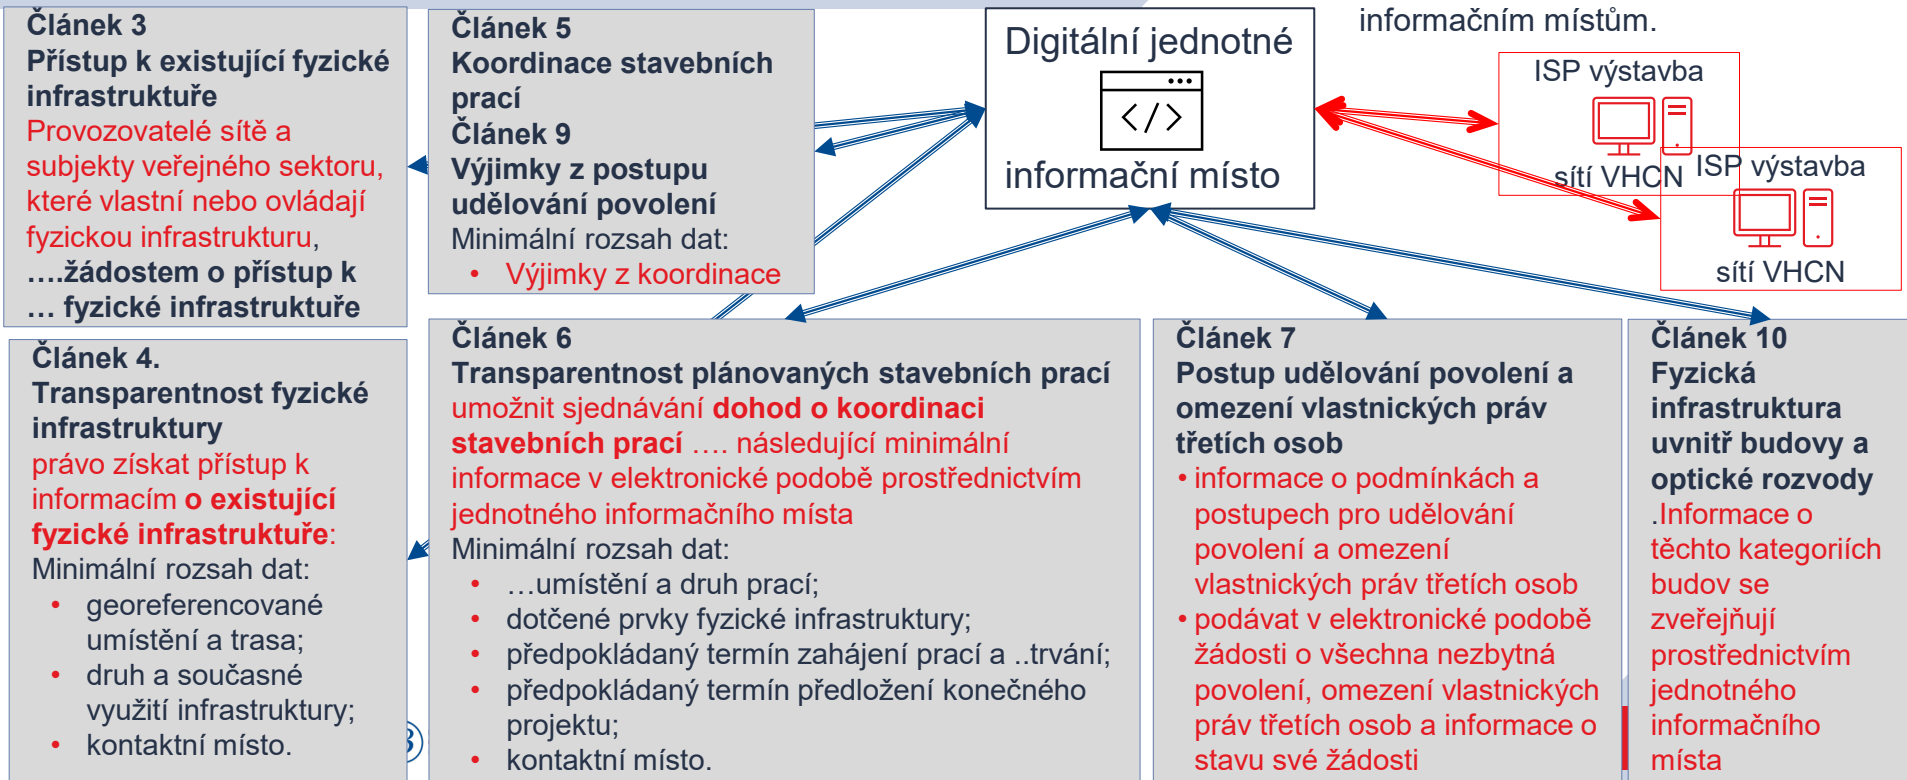 Článek 3
Přístup k existující fyzické
infrastruktuře
Provozovatelé sítě a
subjekty veřejného sektoru,
které vlastní nebo ovládají
fyzickou infrastrukturu,
….žádostem o přístup k
… fyzické infrastruktuře
Článek 5
Koordinace stavebních
prací
Článek 9
Výjimky z postupu
udělování povolení
Minimální rozsah dat:
• Výjimky z koordinace
Digitální jednotné
</>
informační místo
informačním místům.
ISP výstavba
sítí VHCN
ISP výstavba
sítí VHCN
Článek 4.
Transparentnost fyzické
infrastruktury
právo získat přístup k
informacím o existující
fyzické infrastruktuře:
Minimální rozsah dat:
• georeferencované
umístění a trasa;
• druh a současné
využití infrastruktury;
• kontaktní místo.
Článek 6
Transparentnost plánovaných stavebních prací
umožnit sjednávání dohod o koordinaci
stavebních prací …. následující minimální
informace v elektronické podobě prostřednictvím
jednotného informačního místa
Minimální rozsah dat:
• …umístění a druh prací;
• dotčené prvky fyzické infrastruktury;
• předpokládaný termín zahájení prací a ..trvání;
• předpokládaný termín předložení konečného
projektu;
• kontaktní místo.
Článek 7
Postup udělování povolení a
omezení vlastnických práv
třetích osob
• informace o podmínkách a
postupech pro udělování
povolení a omezení
vlastnických práv třetích osob
• podávat v elektronické podobě
žádosti o všechna nezbytná
povolení, omezení vlastnických
práv třetích osob a informace o
stavu své žádosti
Článek 10
Fyzická
infrastruktura
uvnitř budovy a
optické rozvody
.Informace o
těchto kategoriích
budov se
zveřejňují
prostřednictvím
jednotného
informačního
místa